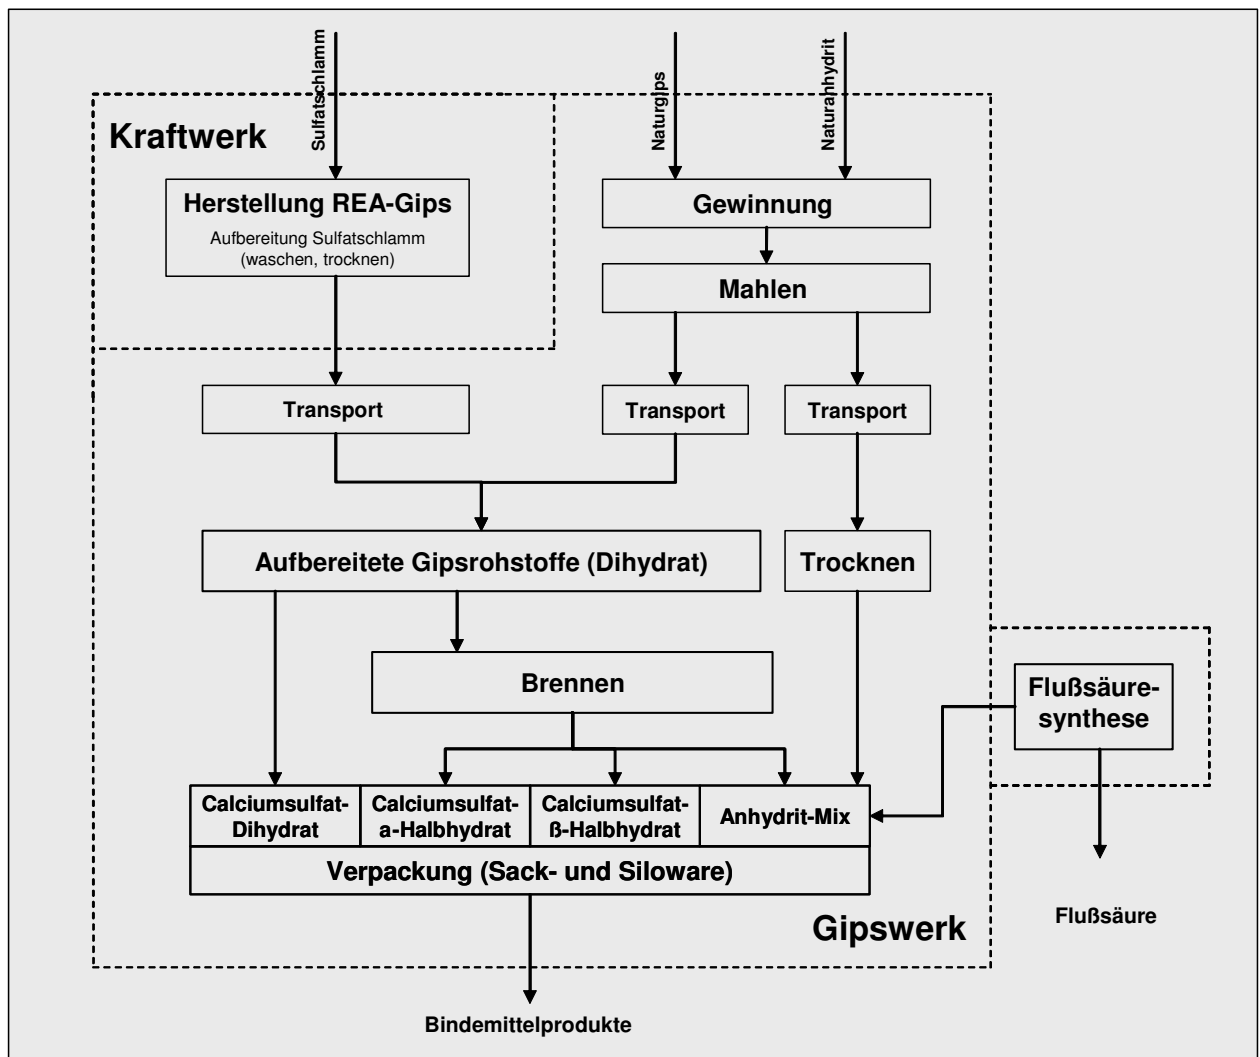 Sulfatschlamm
Naturgips
Naturanhydrit
Kraftwerk
Herstellung REA-Gips
Aufbereitung Sulfatschlamm
(waschen, trocknen)
Gewinnung
Mahlen
Transport
Transport
Transport
Aufbereitete Gipsrohstoffe (Dihydrat)
Trocknen
Brennen
Flußsäure-
synthese
Calciumsulfat-
Dihydrat
Calciumsulfat-
a-Halbhydrat
Calciumsulfat-
ß-Halbhydrat
Anhydrit-Mix
Verpackung (Sack- und Siloware)
Gipswerk
Flußsäure
Bindemittelprodukte